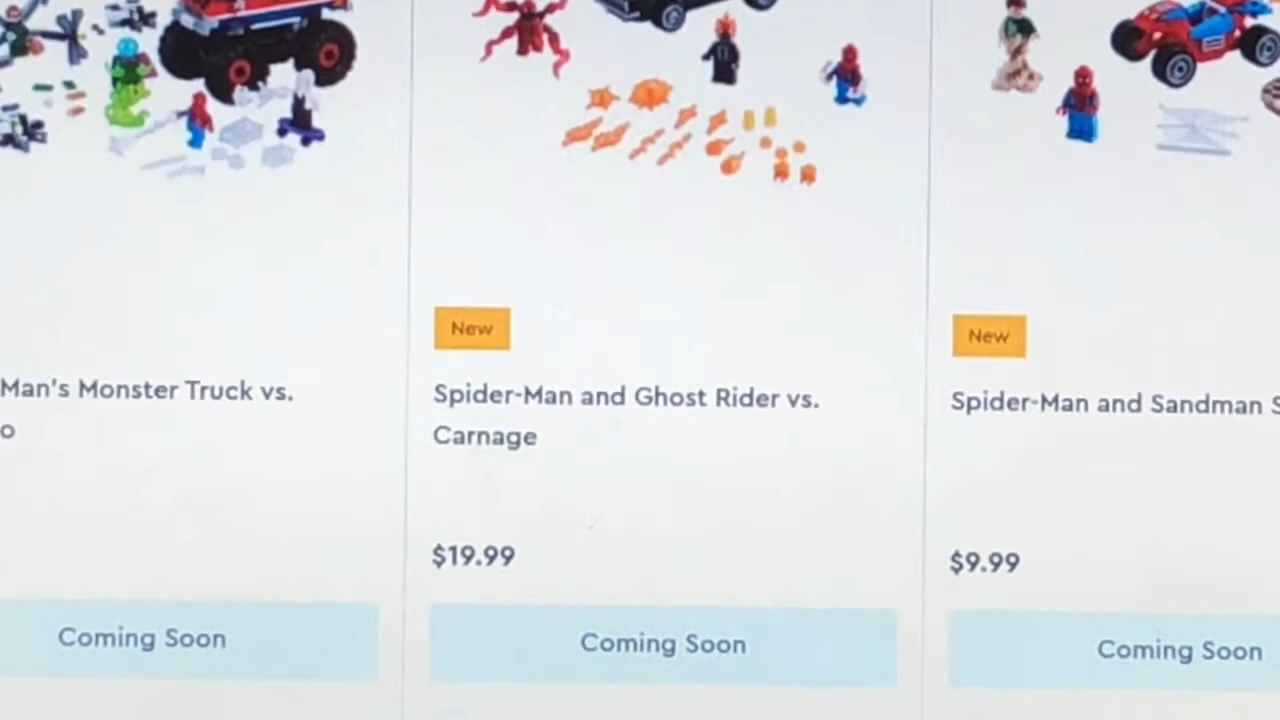 New
New
Man's Monster Truck vs.
o
Spider-Man and Ghost Rider vs.
Carnage
Spider-Man and Sandman S
$19.99
$9.99
Coming Soon
Coming Soon
Coming Soon